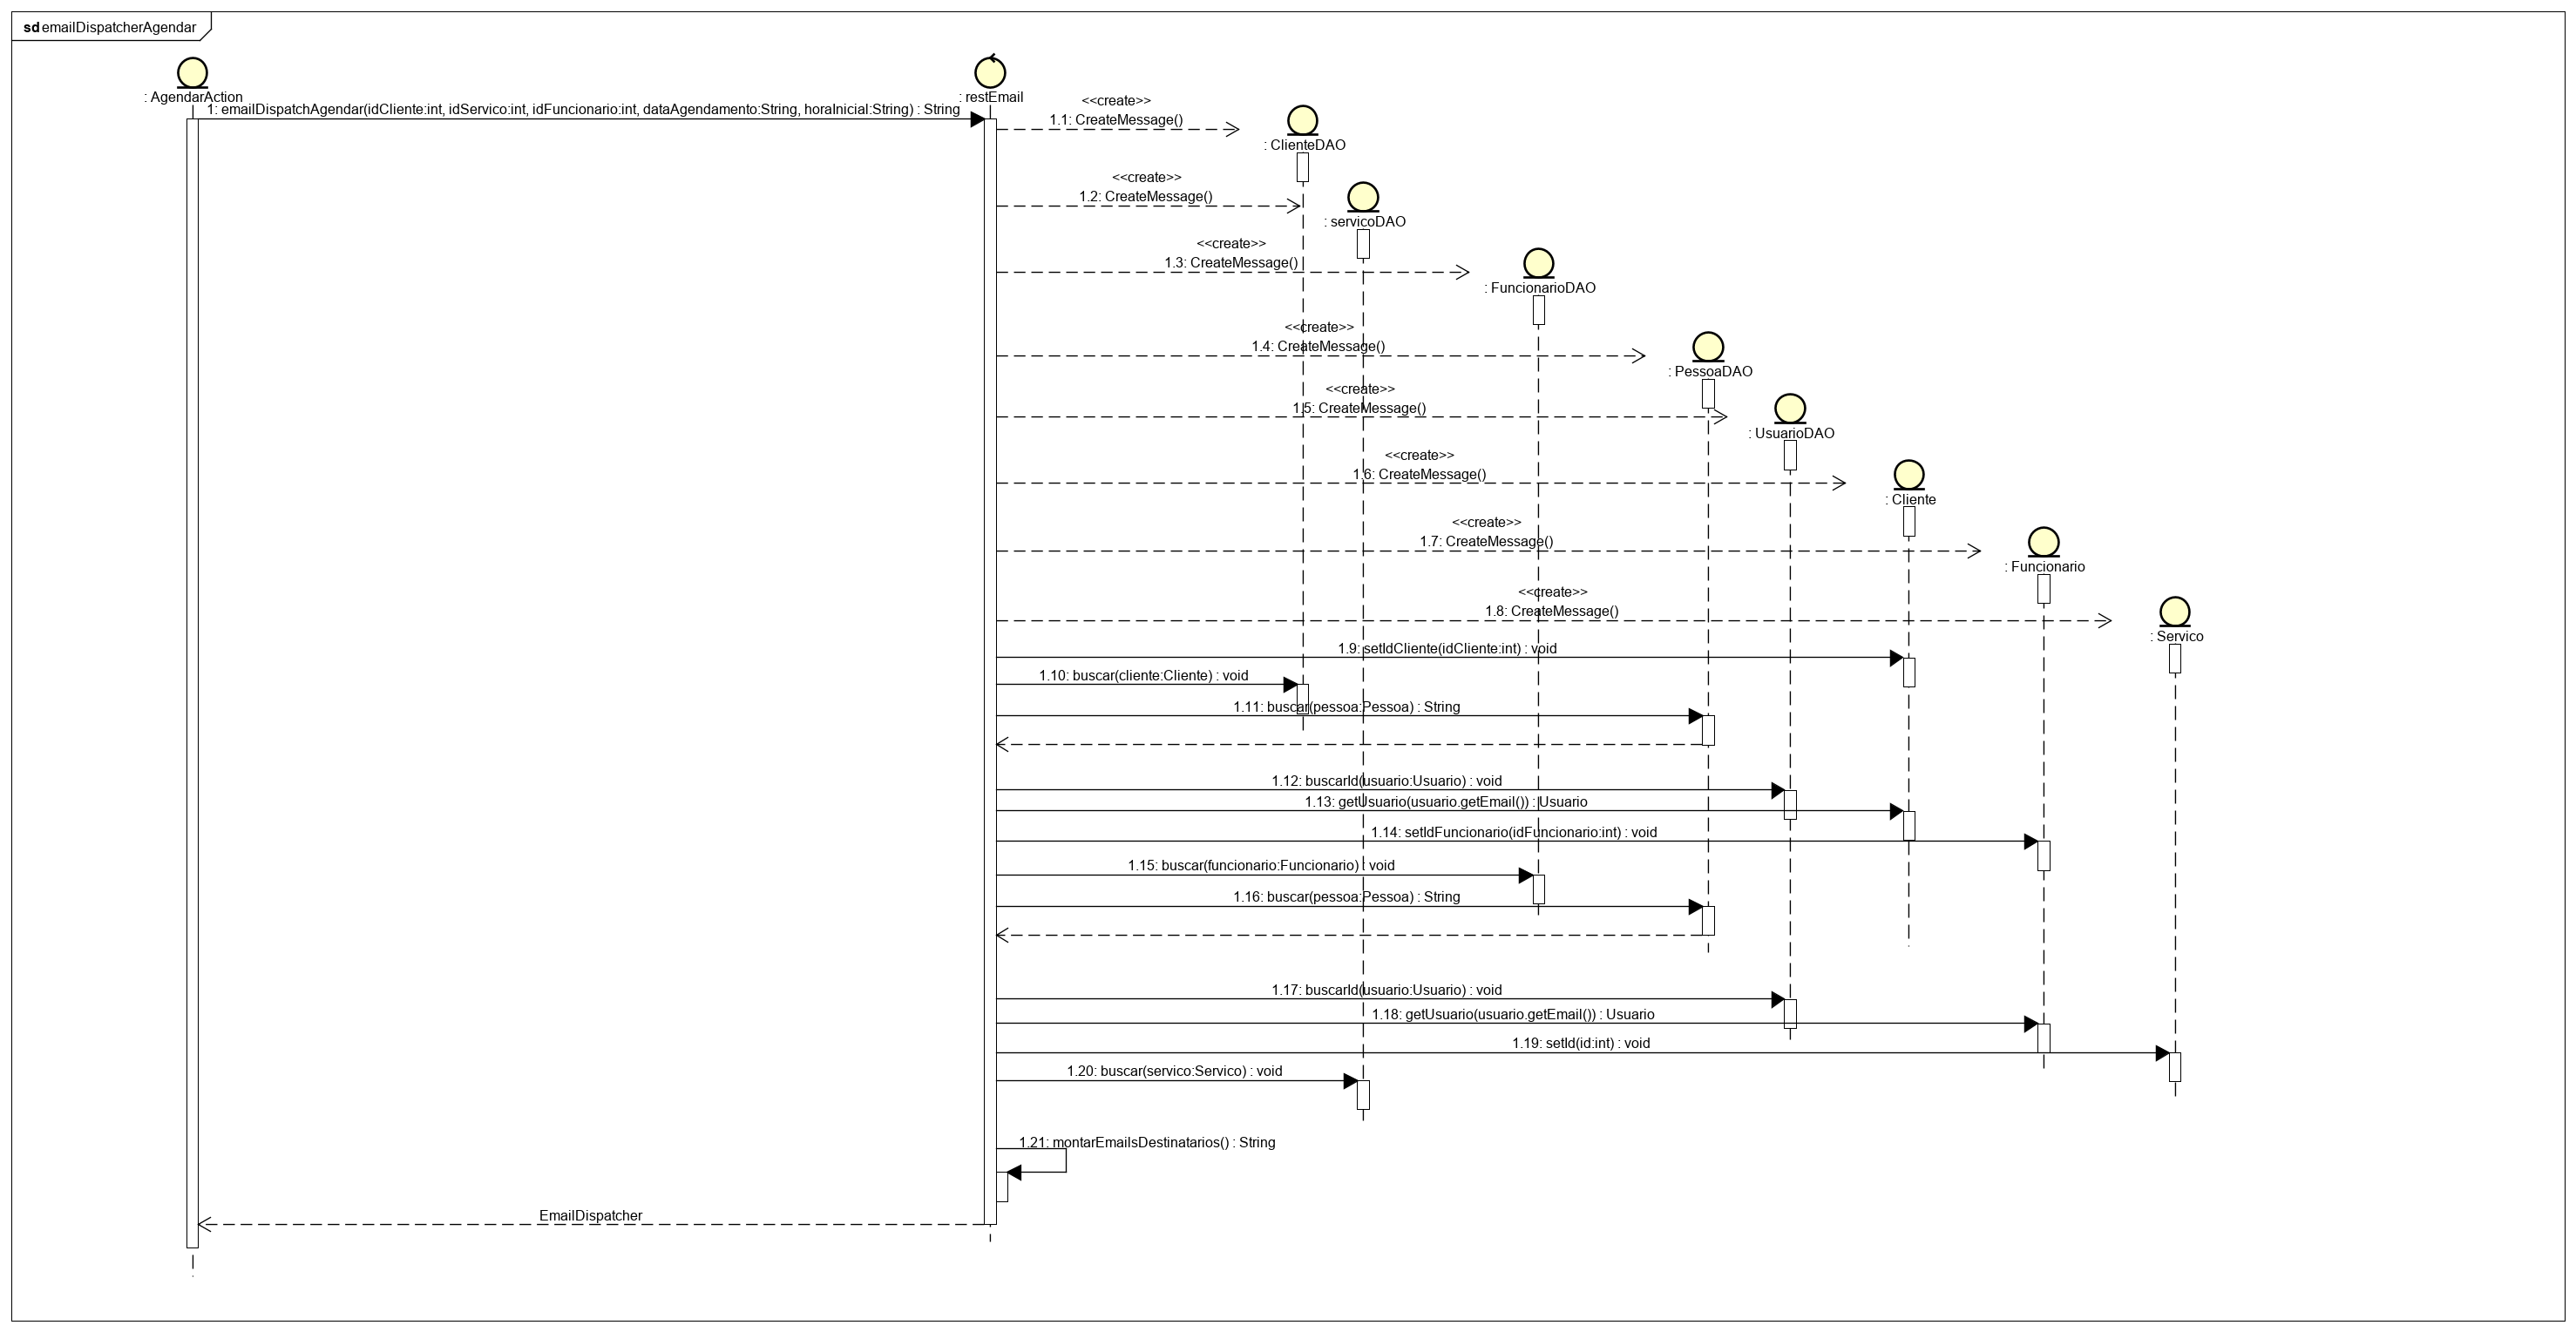 sd emailDispatcherAgendar
: AgendarAction
: restEmail
1: emailDispatchAgendar(idCliente:int, idServico:int, idFuncionario:int, dataAgendamento:String, horaInicial:String) : String
<<create>>
1.1: CreateMessage()
: ClienteDAO
<<create>>
1.2: CreateMessage()
: servicoDAO
<<create>>
1.3: CreateMessage()
: FuncionarioDAO
<<create>>
1.4: CreateMessage()
: PessoaDAO
<<create>>
1.5: CreateMessage()
: UsuarioDAO
<<create>>
1.6: CreateMessage()
: Cliente
<<create>>
1.7: CreateMessage()
: Funcionario
<<create>>
1.8: CreateMessage()
: Servico
1.9: setIdCliente(idCliente:int) : void
1.10: buscar(cliente:Cliente) : void
1.11: buscar(pessoa:Pessoa) : String
1.12: buscarId(usuario:Usuario) : void
1.13: getUsuario(usuario.getEmail()) : Usuario
1.14: setIdFuncionario(idFuncionario:int) : void
1.15: buscar(funcionario:Funcionario) : void
1.16: buscar(pessoa:Pessoa) : String
1.17: buscarId(usuario:Usuario) : void
1.18: getUsuario(usuario.getEmail()) : Usuario
1.19: setId(id:int) : void
1.20: buscar(servico:Servico) : void
1.21: montarEmailsDestinatarios() : String
EmailDispatcher